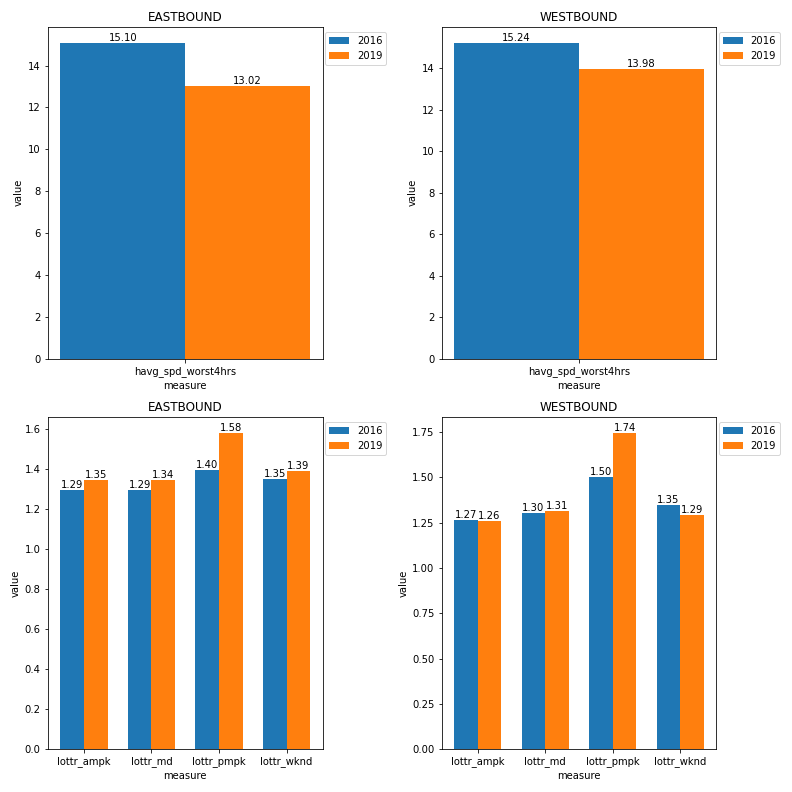 EASTBOUND
15.10
13.02
2016
2019
14
12
10
8
6
4
2
0
value
havg_spd_worst4hrs
measure
WESTBOUND
15.24
13.98
2016
2019
14
12
10
8
6
4
2
0
value
havg_spd_worst4hrs
measure
EASTBOUND
1.29 1.35 1.29 1.34 1.40 1.58 1.35 1.39
2016
2019
1.6
1.4
1.2
1.0
0.8
0.6
0.4
0.2
0.0
value
lottr_ampk lottr_md lottr_pmpk lottr_wknd
measure
WESTBOUND
1.27 1.26 1.30 1.31 1.50 1.74 1.35 1.29
2016
2019
1.75
1.50
1.25
1.00
0.75
0.50
0.25
0.00
value
lottr_ampk lottr_md lottr_pmpk lottr_wknd
measure